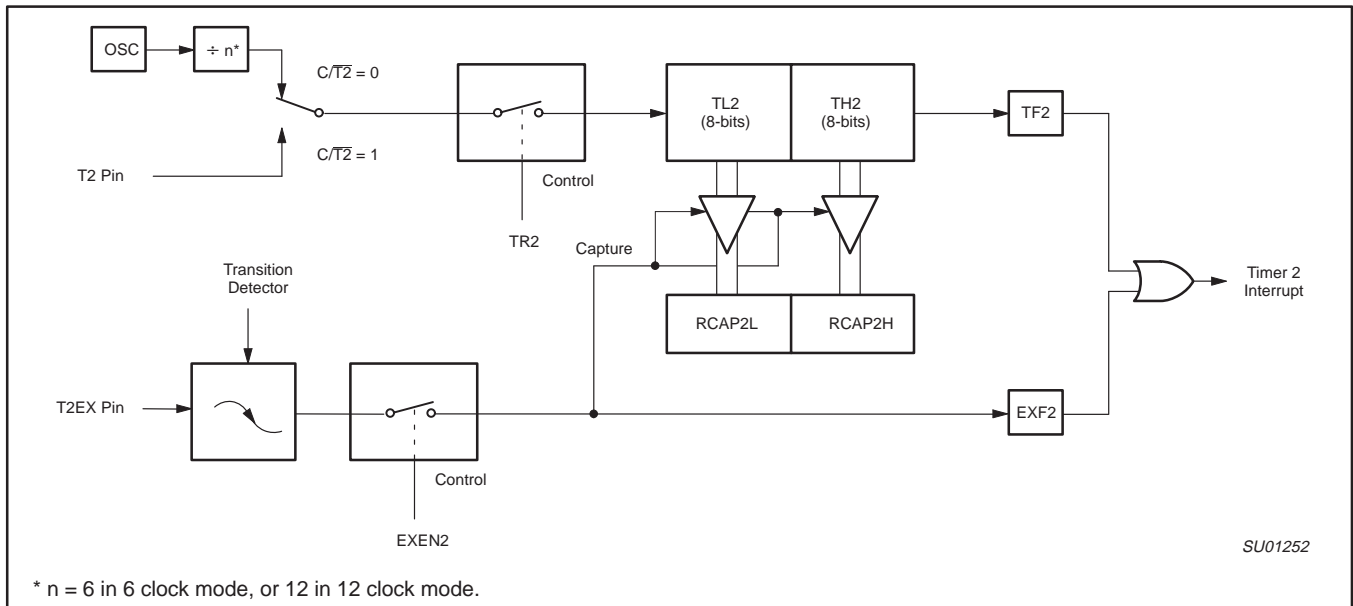 OSC
÷ n*
C/T̅2̅ = 0
C/T̅2̅ = 1
T2 Pin
Control
TR2
TL2
(8-bits)
TH2
(8-bits)
TF2
Capture
Transition
Detector
RCAP2L
RCAP2H
Timer 2
Interrupt
T2EX Pin
Control
EXEN2
EXF2
SU01252
* n = 6 in 6 clock mode, or 12 in 12 clock mode.